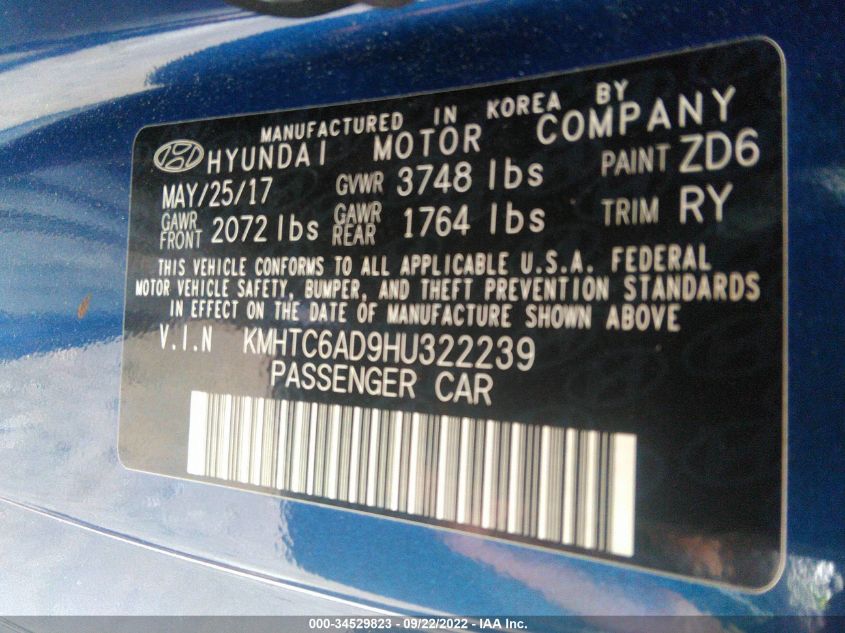 MANUFACTURED IN KOREA BY
HYUNDAI MOTOR COMPANY
MAY/25/17 GVWR 3748 lbs PAINT ZD6
GAWR FRONT 2072 lbs GAWR REAR 1764 lbs TRIM RY
THIS VEHICLE CONFORMS TO ALL APPLICABLE U.S.A. FEDERAL
MOTOR VEHICLE SAFETY, BUMPER, AND THEFT PREVENTION STANDARDS
IN EFFECT ON THE DATE OF MANUFACTURE SHOWN ABOVE
V.I.N KMHTC6AD9HU322239
PASSENGER CAR
000-34529823 - 09/22/2022 - IAA Inc.